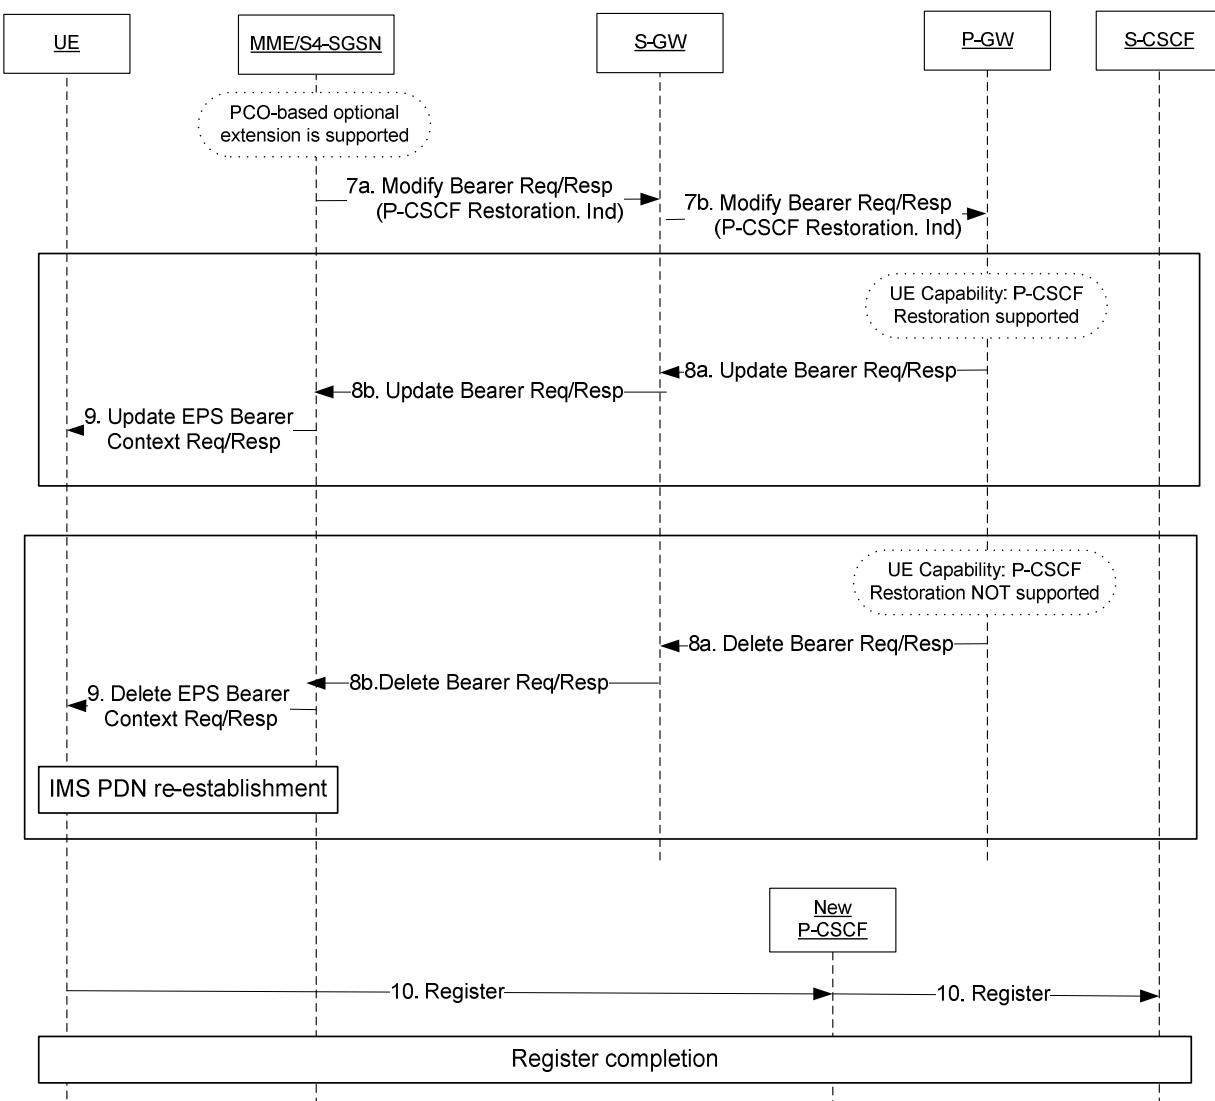 UE
MME/S4-SGSN
S-GW
P-GW
S-CSCF
PCO-based optional
extension is supported
7a. Modify Bearer Req/Resp
(P-CSCF Restoration. Ind)
7b. Modify Bearer Req/Resp
(P-CSCF Restoration. Ind)
UE Capability: P-CSCF
Restoration supported
8a. Update Bearer Req/Resp
8b. Update Bearer Req/Resp
9. Update EPS Bearer
Context Req/Resp
UE Capability: P-CSCF
Restoration NOT supported
8a. Delete Bearer Req/Resp
8b.Delete Bearer Req/Resp
9. Delete EPS Bearer
Context Req/Resp
IMS PDN re-establishment
New
P-CSCF
10. Register
10. Register
Register completion